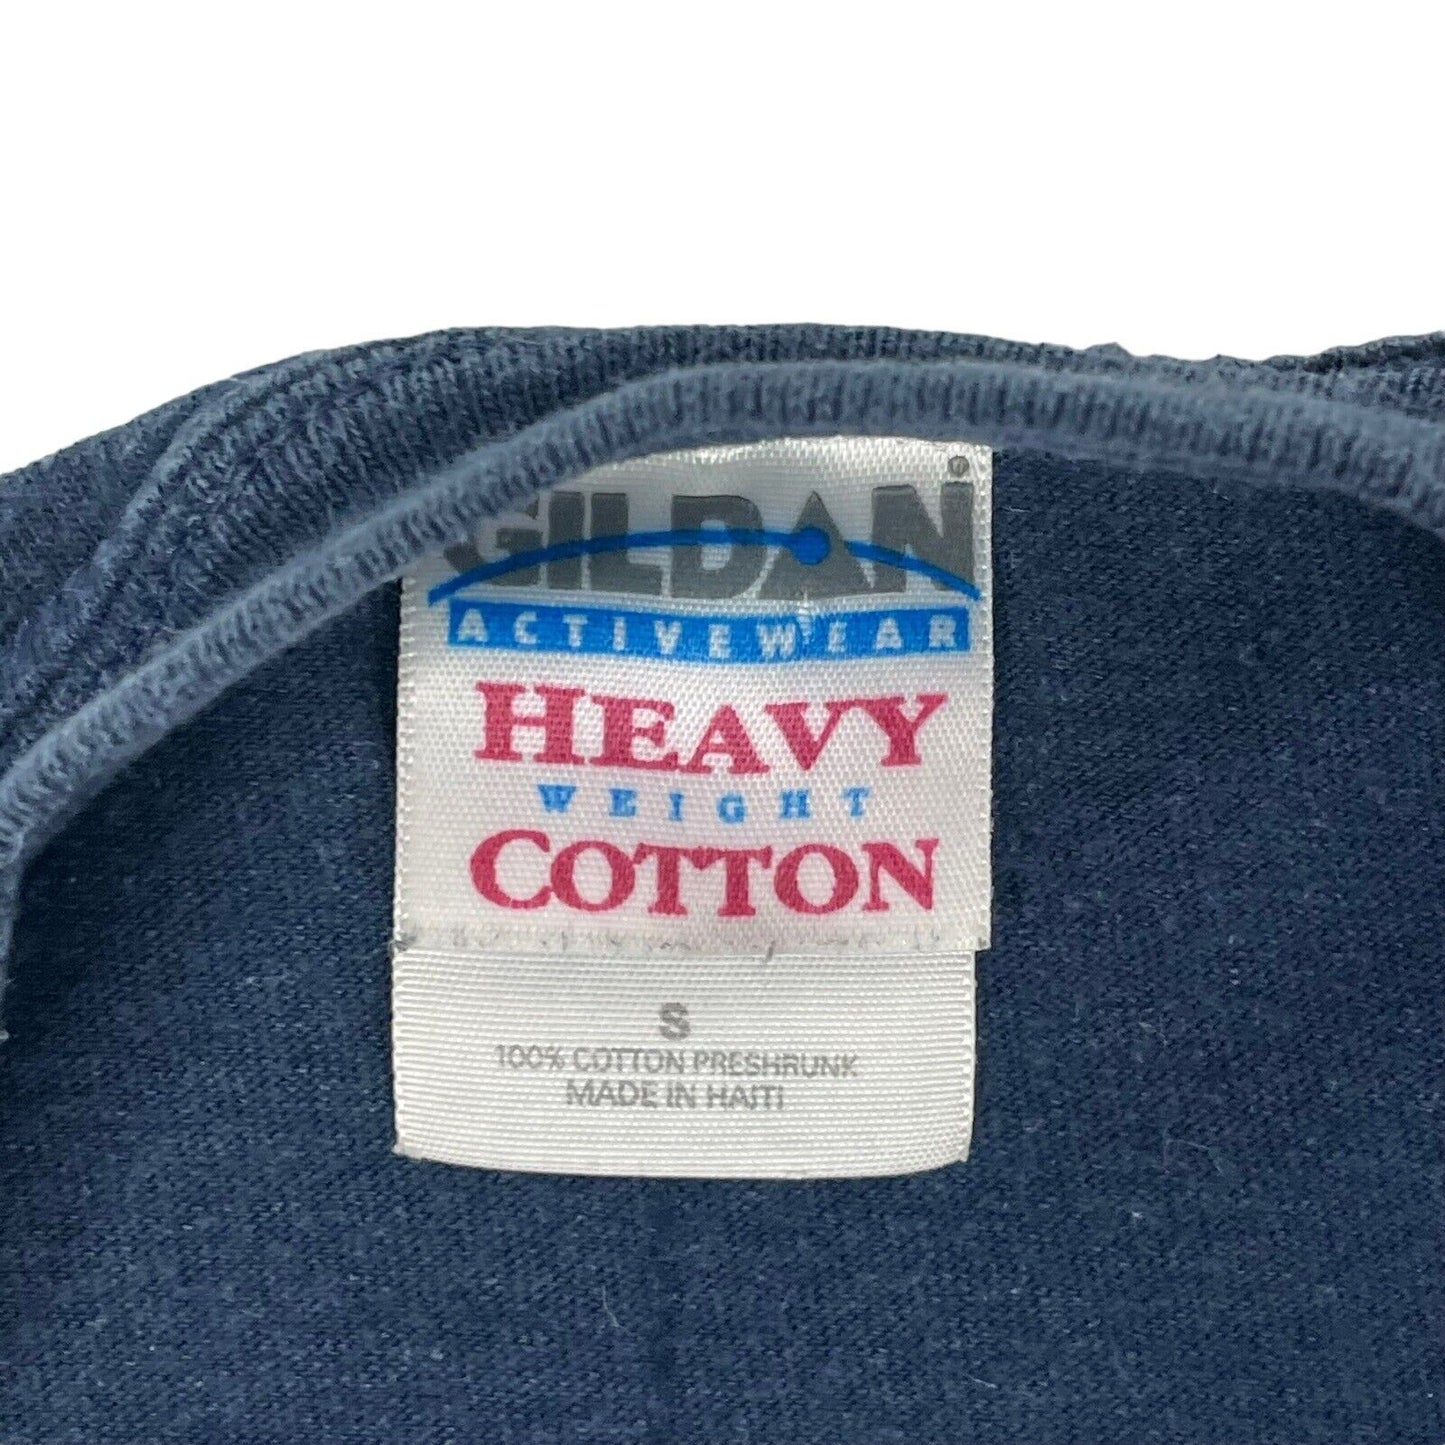 GILDAN
ACTIVEWEAR
HEAVY
WEIGHT
COTTON
S
100% COTTON PRESHRUNK
MADE IN HAITI